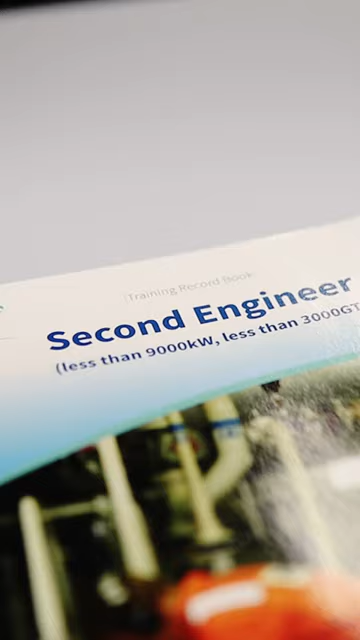 Training Record Book
Second Engineer
(less than 9000kW, less than 3000GT